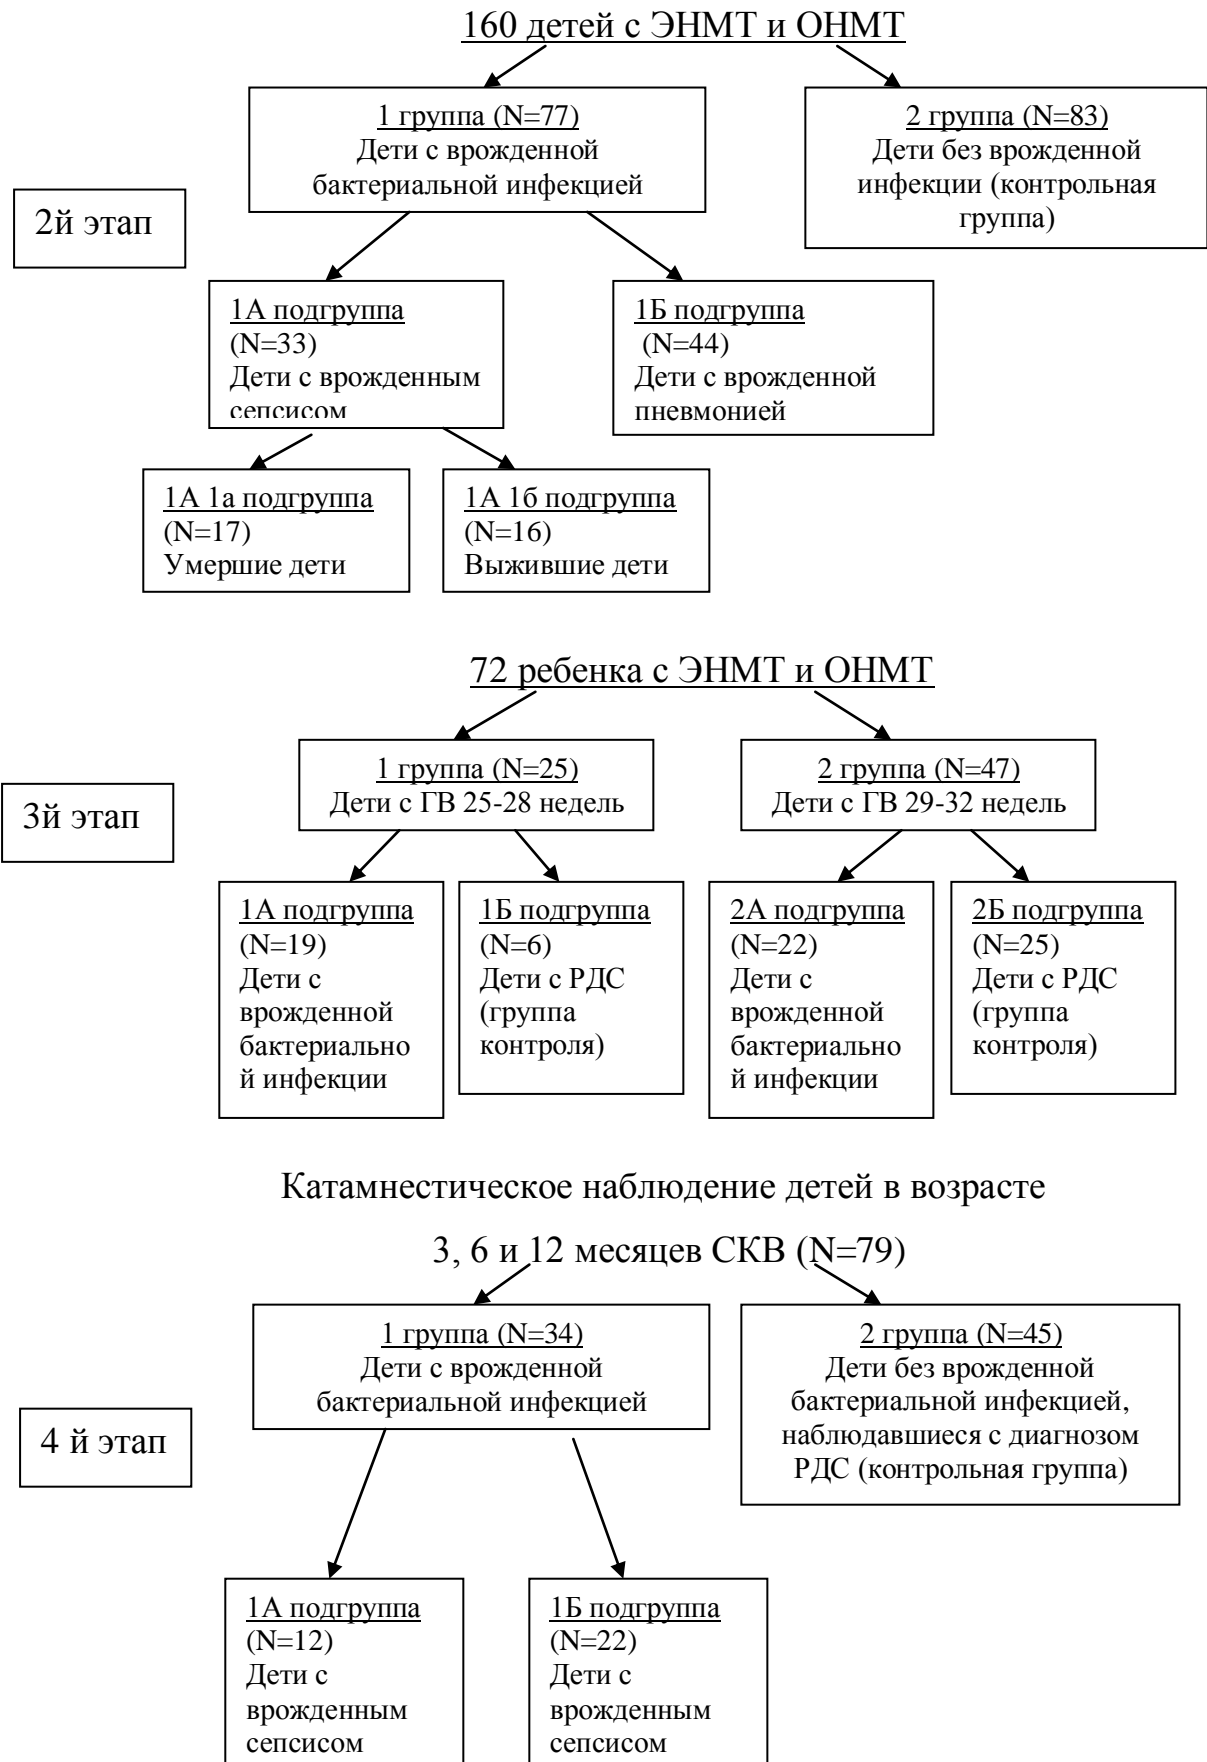 160 детей с ЭНМТ и ОНМТ
1 группа (N=77)
Дети с врожденной
бактериальной инфекцией
2 группа (N=83)
Дети без врожденной
инфекции (контрольная
группа)
2й этап
1А подгруппа
(N=33)
Дети с врожденным
сепсисом
1Б подгруппа
(N=44)
Дети с врожденной
пневмонией
1А 1а подгруппа
(N=17)
Умершие дети
1А 1б подгруппа
(N=16)
Выжившие дети
72 ребенка с ЭНМТ и ОНМТ
1 группа (N=25)
Дети с ГВ 25-28 недель
2 группа (N=47)
Дети с ГВ 29-32 недель
3й этап
1А подгруппа
(N=19)
Дети с
врожденной
бактериально
й инфекции
1Б подгруппа
(N=6)
Дети с РДС
(группа
контроля)
2А подгруппа
(N=22)
Дети с
врожденной
бактериально
й инфекции
2Б подгруппа
(N=25)
Дети с РДС
(группа
контроля)
Катамнестическое наблюдение детей в возрасте
3, 6 и 12 месяцев СКВ (N=79)
1 группа (N=34)
Дети с врожденной
бактериальной инфекцией
2 группа (N=45)
Дети без врожденной
бактериальной инфекцией,
наблюдавшиеся с диагнозом
РДС (контрольная группа)
4 й этап
1А подгруппа
(N=12)
Дети с
врожденным
сепсисом
1Б подгруппа
(N=22)
Дети с
врожденным
сепсисом